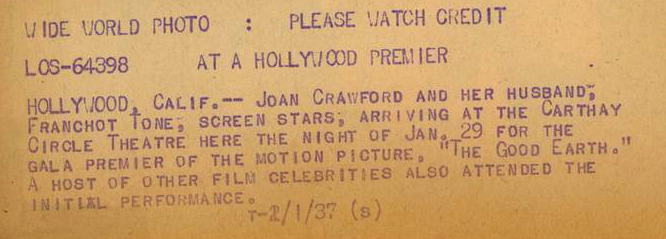 WIDE WORLD PHOTO : PLEASE WATCH CREDIT
LOS-64398 AT A HOLLYWOOD PREMIER
HOLLYWOOD, CALIF.-- JOAN CRAWFORD AND HER HUSBAND,
FRANCHOT TONE, SCREEN STARS, ARRIVING AT THE CARTHAY
CIRCLE THEATRE HERE THE NIGHT OF JAN. 29 FOR THE
GALA PREMIER OF THE MOTION PICTURE, "THE GOOD EARTH."
A HOST OF OTHER FILM CELEBRITIES ALSO ATTENDED THE
INITIAL PERFORMANCE.
T-2/1/37 (S)